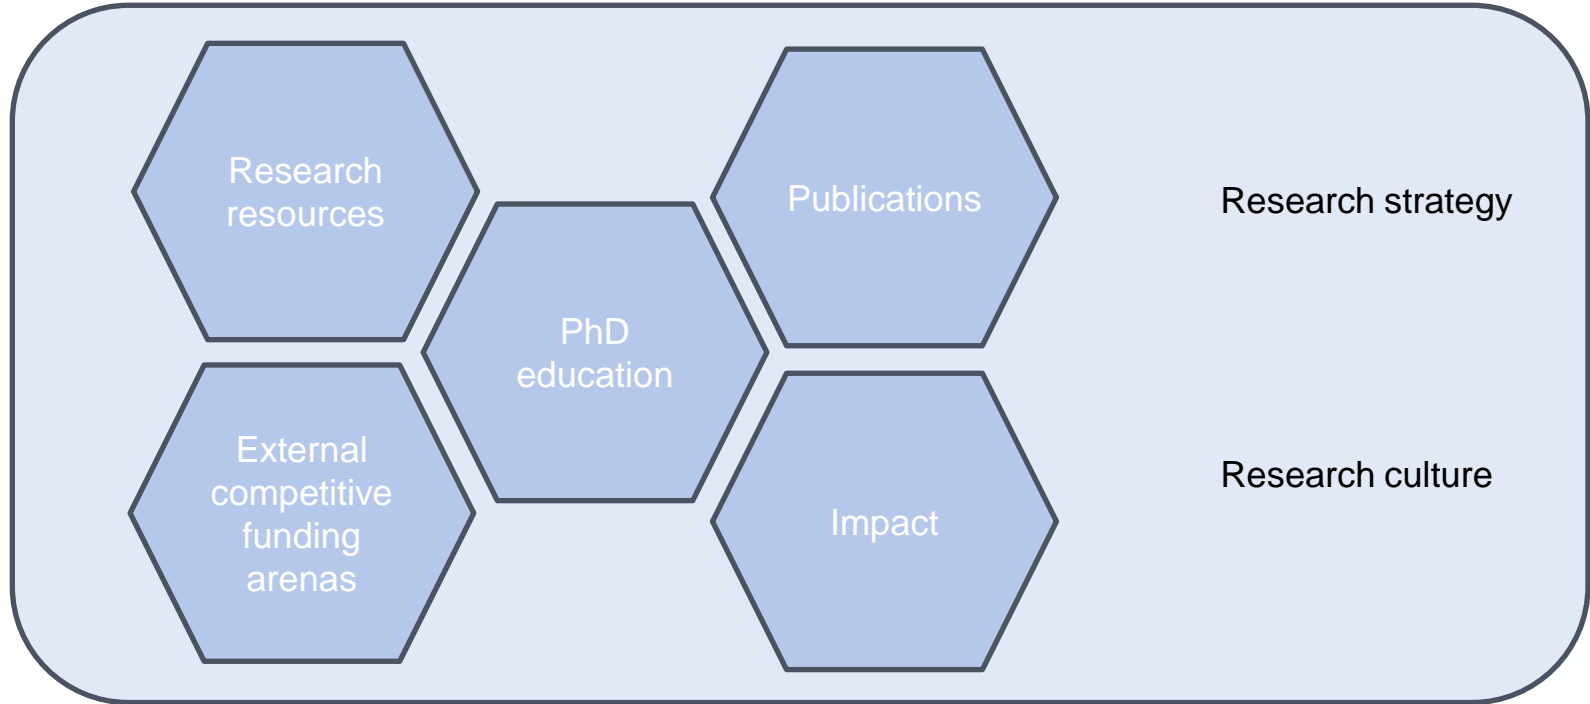 Research
resources
Publications
Research strategy
PhD
education
External
competitive
funding
arenas
Impact
Research culture